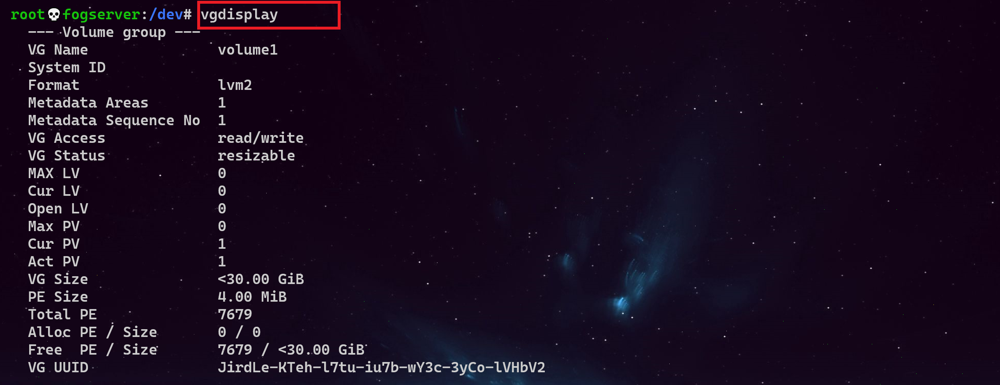 root💀fogserver:/dev# vgdisplay
--- Volume group ---
VG Name               volume1
System ID
Format                lvm2
Metadata Areas        1
Metadata Sequence No  1
VG Access             read/write
VG Status             resizable
MAX LV                0
Cur LV                0
Open LV               0
Max PV                0
Cur PV                1
Act PV                1
VG Size               <30.00 GiB
PE Size               4.00 MiB
Total PE              7679
Alloc PE / Size       0 / 0
Free  PE / Size       7679 / <30.00 GiB
VG UUID               JirdLe-KTeh-l7tu-iu7b-wY3c-3yCo-lVHbV2